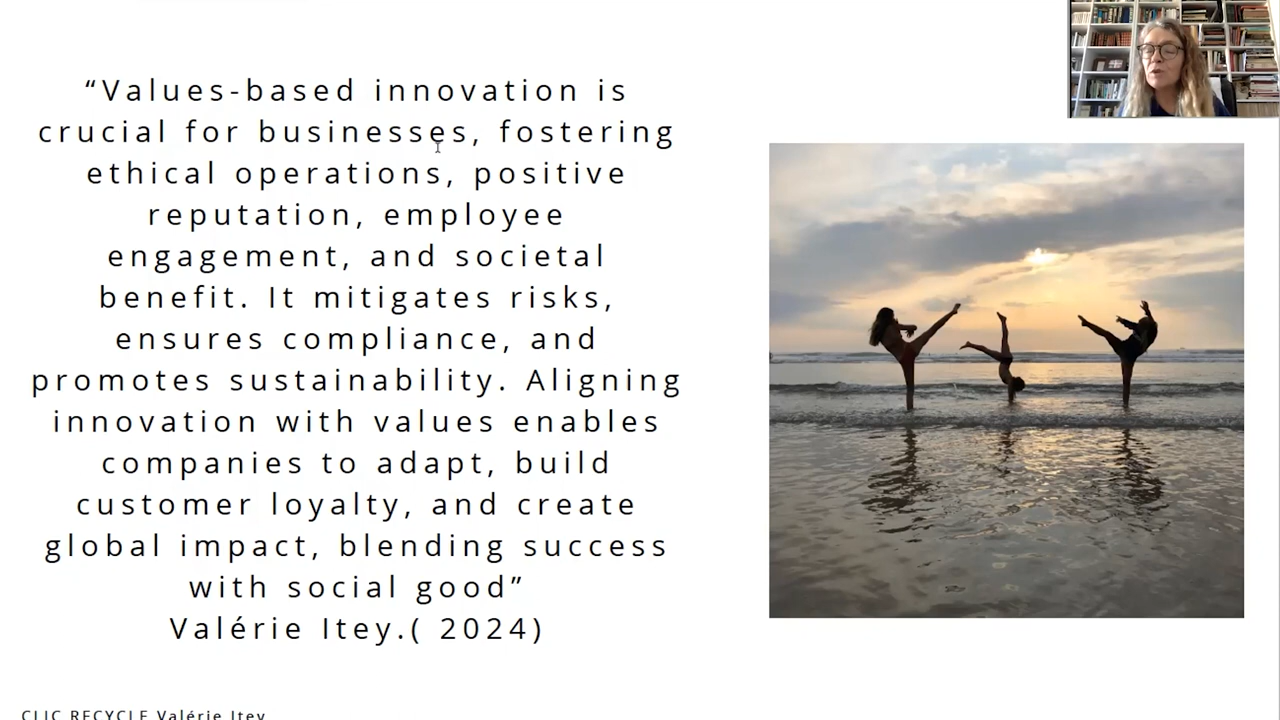 “Values-based innovation is
crucial for businesses, fostering
ethical operations, positive
reputation, employee
engagement, and societal
benefit. It mitigates risks,
ensures compliance, and
promotes sustainability. Aligning
innovation with values enables
companies to adapt, build
customer loyalty, and create
global impact, blending success
with social good”
Valérie Itey.( 2024)
CLIC RECYCLE Valérie Itey